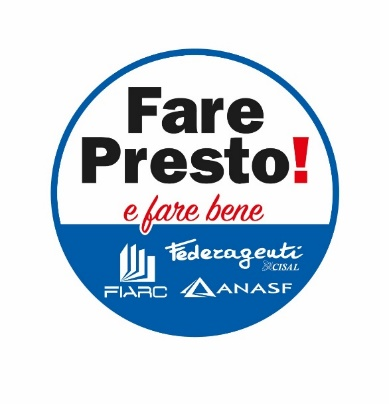 Fare
Presto!
e fare bene
Federagenti
CISAL
FIARC
ANASF